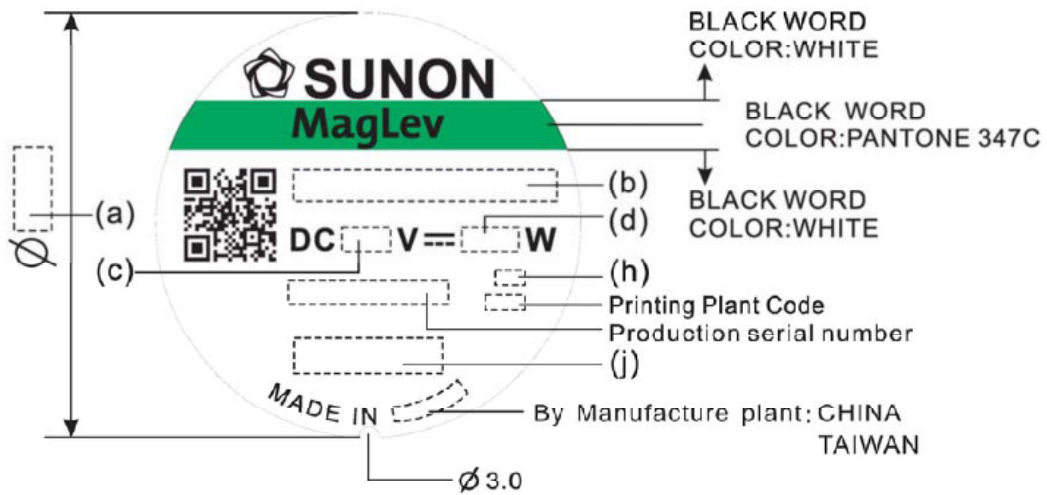 BLACK WORD
COLOR:WHITE
SUNON
MagLev
BLACK WORD
COLOR:PANTONE 347C
(a)
(b)
BLACK WORD
COLOR:WHITE
(d)
DC V W
(c)
(h)
Printing Plant Code
Production serial number
(j)
MADE IN
By Manufacture plant: CHINA
TAIWAN
Ø
Ø 3.0